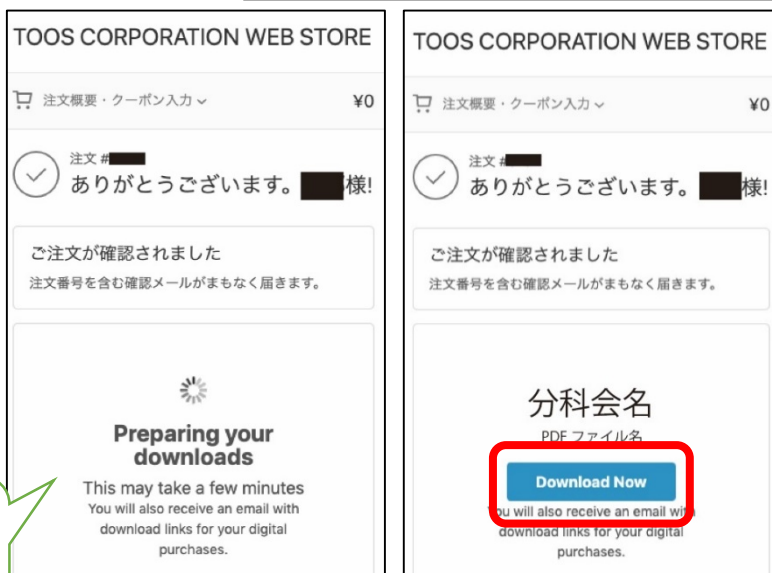 TOOS CORPORATION WEB STORE
注文概要・クーポン入力
¥0
注文 #
ありがとうございます。 様!
ご注文が確認されました
注文番号を含む確認メールがまもなく届きます。
Preparing your
downloads
This may take a few minutes
You will also receive an email with
download links for your digital
purchases.
TOOS CORPORATION WEB STORE
注文概要・クーポン入力
¥0
注文 #
ありがとうございます。 様!
ご注文が確認されました
注文番号を含む確認メールがまもなく届きます。
分科会名
PDF ファイル名
Download Now
You will also receive an email with
download links for your digital
purchases.